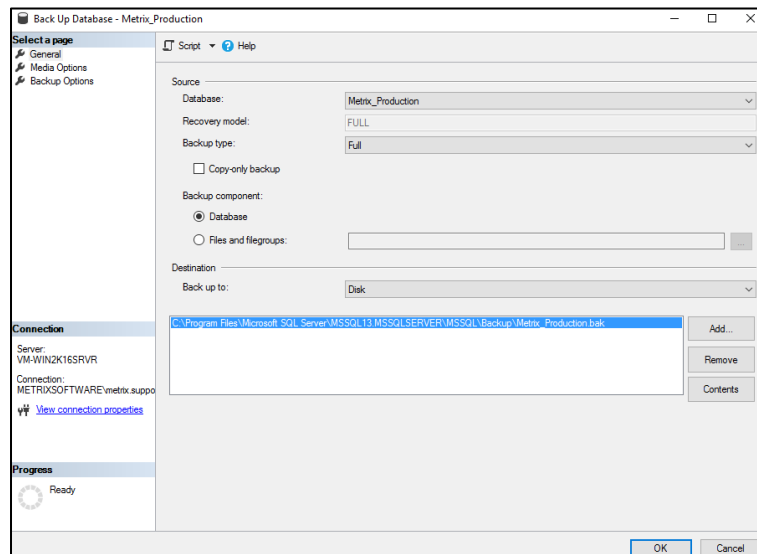 Back Up Database - Metrix_Production
Select a page
General
Media Options
Backup Options
Script
Help
Source
Database:
Metrix_Production
Recovery model:
FULL
Backup type:
Full
Copy-only backup
Backup component:
Database
Files and filegroups:
...
Destination
Back up to:
Disk
C:\Program Files\Microsoft SQL Server\MSSQL13.MSSQLSERVER\MSSQL\Backup\Metrix_Production.bak
Add...
Remove
Contents
Connection
Server:
VM-WIN2K16SRVR
Connection:
METRIXSOFTWARE\metrix.suppo
View connection properties
Progress
Ready
OK
Cancel